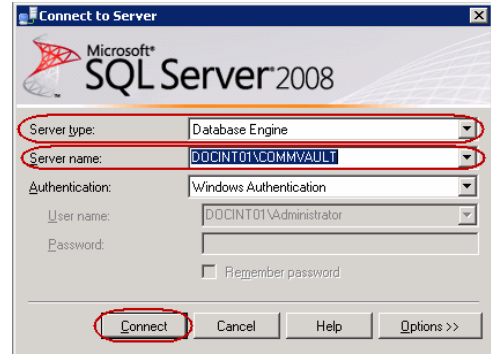 Connect to Server
Microsoft®
SQL Server® 2008
Server type: Database Engine
Server name: DOCINT01\COMMVAULT
Authentication: Windows Authentication
User name: DOCINT01\Administrator
Password:
Remember password
Connect Cancel Help Options >>